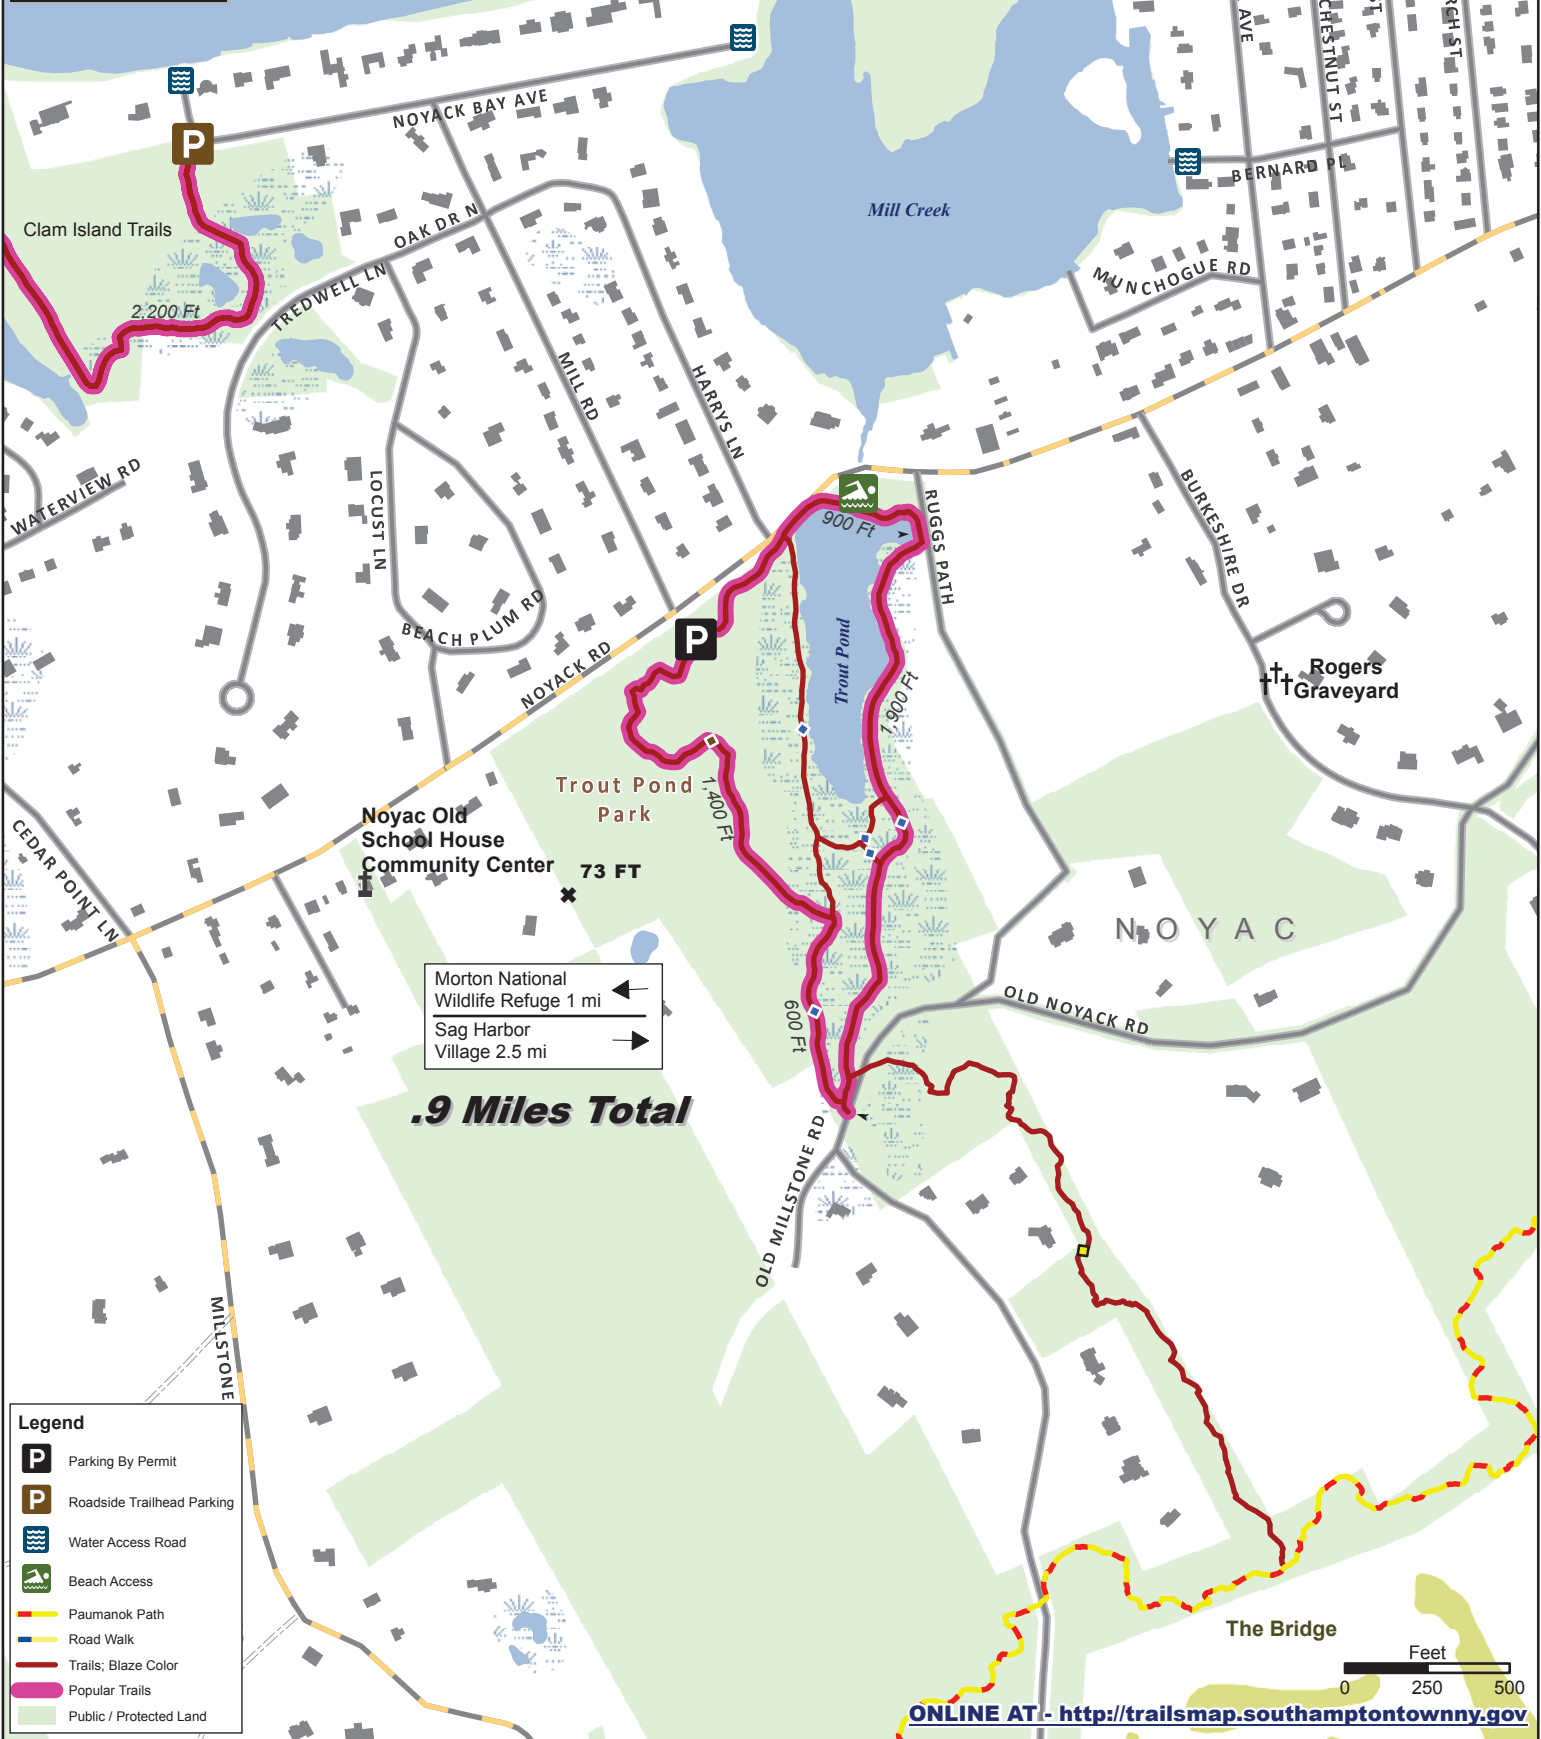 AVE
CHESTNUT ST
PT
RCH ST
NOYACK BAY AVE
P
BERNARD PL
Mill Creek
OAK DR N
Clam Island Trails
MUNCHOGUE RD
TREDWELL LN
2,200 Ft
MILL RD
HARRYS LN
WATERVIEW RD
LOCUST LN
BURKESHIRE DR
RUGGS PATH
900 Ft
BEACH PLUM RD
P
NOYACK RD
Trout Pond
Rogers
Graveyard
1,900 Ft
Trout Pond
Park
1,400 Ft
Noyac Old
School House
Community Center
73 FT
CEDAR POINT LN
NOYAC
Morton National
Wildlife Refuge 1 mi
Sag Harbor
Village 2.5 mi
600 Ft
OLD NOYACK RD
.9 Miles Total
OLD MILLSTONE RD
MILLSTONE
Legend
P Parking By Permit
P Roadside Trailhead Parking
Water Access Road
Beach Access
Paumanok Path
Road Walk
Trails; Blaze Color
Popular Trails
Public / Protected Land
The Bridge
Feet
0 250 500
ONLINE AT - http://trailsmap.southamptontownny.gov